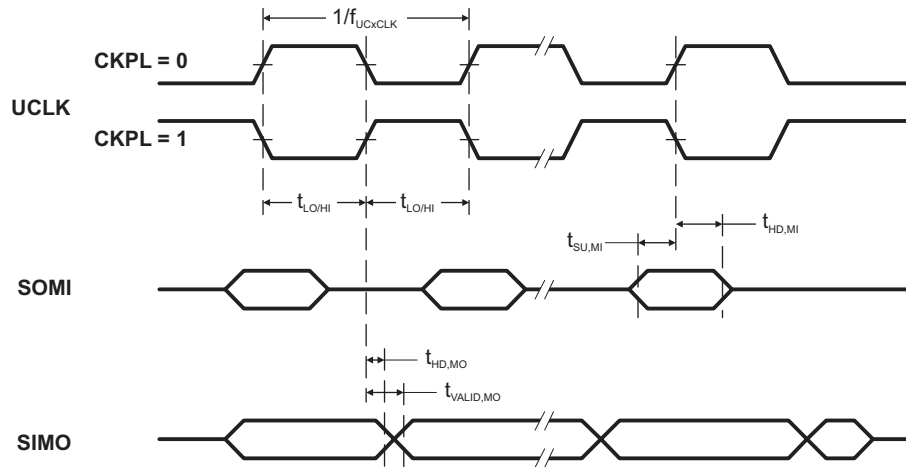 1/fUCxCLK
CKPL = 0
UCLK
CKPL = 1
tLO/HI tLO/HI
tSU,MI
tHD,MI
SOMI
tHD,MO
tVALID,MO
SIMO